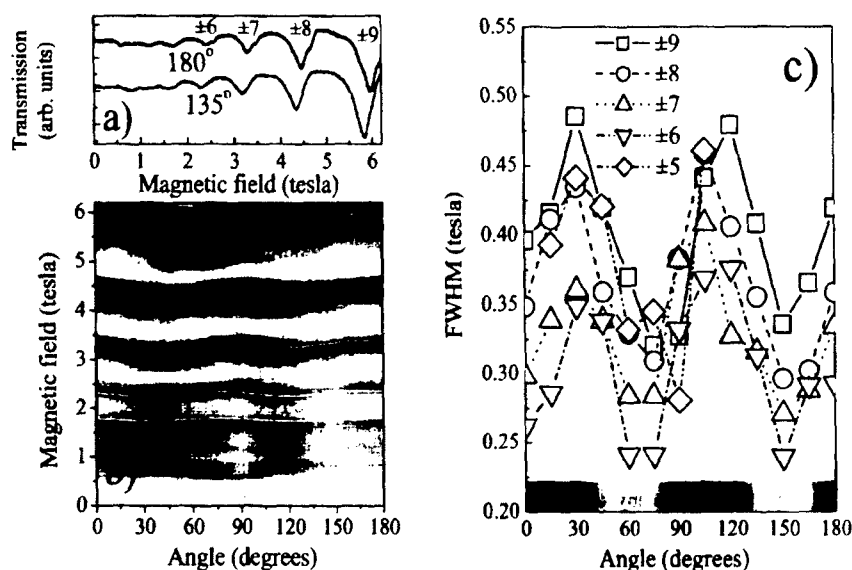 Transmission
(arb. units)
±6 ±7 ±8 ±9
180°
135°
a)
0 1 2 3 4 5 6
Magnetic field (tesla)
Magnetic field (tesla)
6
5
4
3
2
1
0
0 30 60 90 120 150 180
Angle (degrees)
c)
±9
±8
±7
±6
±5
FWHM (tesla)
0.55
0.50
0.45
0.40
0.35
0.30
0.25
0.20
0 30 60 90 120 150 180
Angle (degrees)